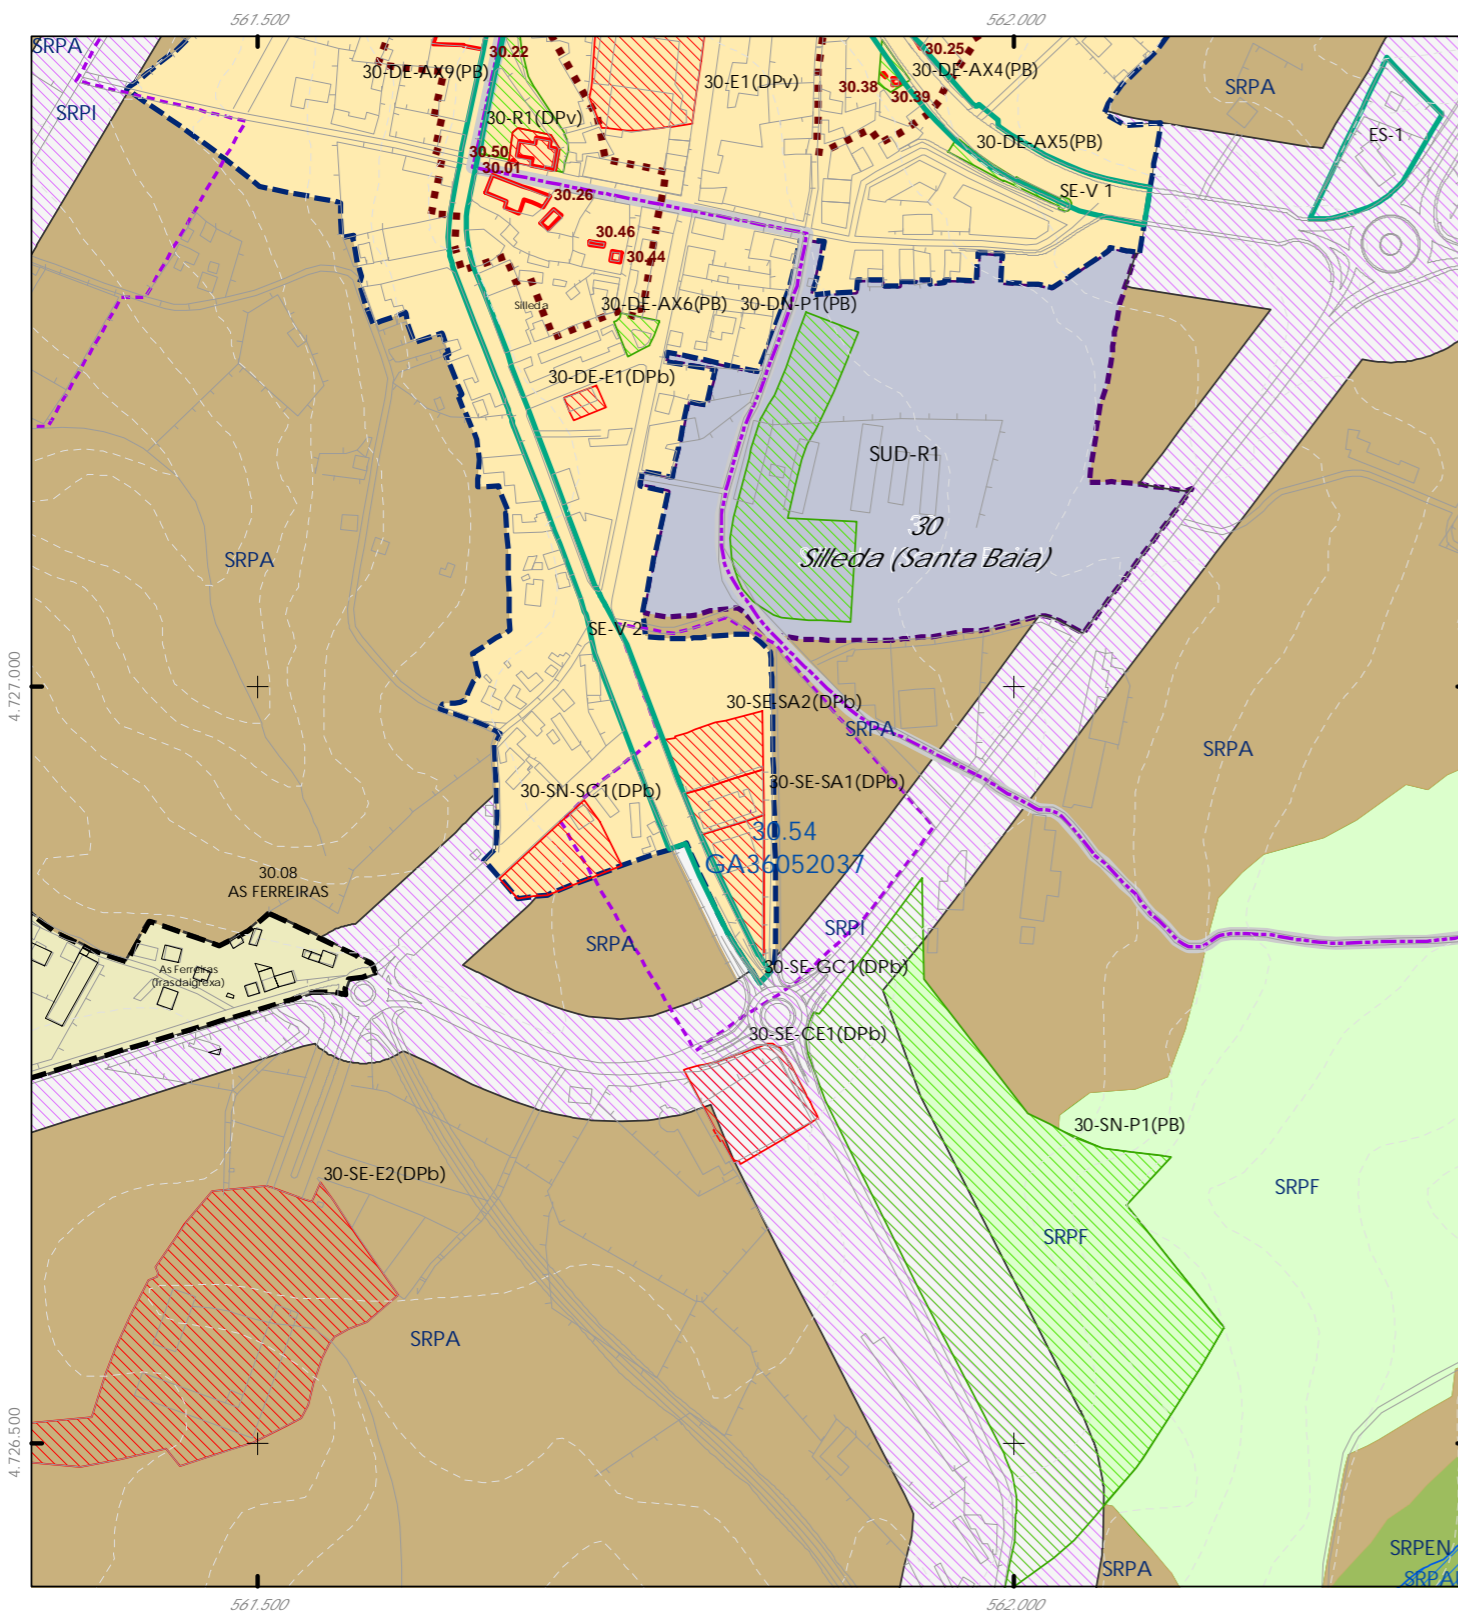 561.500
562.000
SRPA
30.22
30.25
30-DE-AX9(PB)
30-E1(DPv)
30-DE-AX4(PB)
SRPA
30.38
30.39
SRPI
30-R1(DPv)
ES-1
30-DE-AX5(PB)
30.50
30.01
30.26
SE-V 1
30.46
30.44
Silleda
30-DE-AX6(PB)
30-DN-P1(PB)
30-DE-E1(DPb)
SUD-R1
30
Silleda (Santa Baia)
SRPA
SE-V 2
4.727.000
30-SE-SA2(DPb)
SRPA
SRPA
30-SE-SA1(DPb)
30-SN-SC1(DPb)
30.54
GA36052037
30.08
AS FERREIRAS
SRPI
SRPA
As Ferreiras
(Trasdaigrexa)
30-SE-GC1(DPb)
30-SE-CE1(DPb)
30-SN-P1(PB)
30-SE-E2(DPb)
SRPF
SRPF
SRPA
4.726.500
SRPEN
SRPA
561.500
562.000